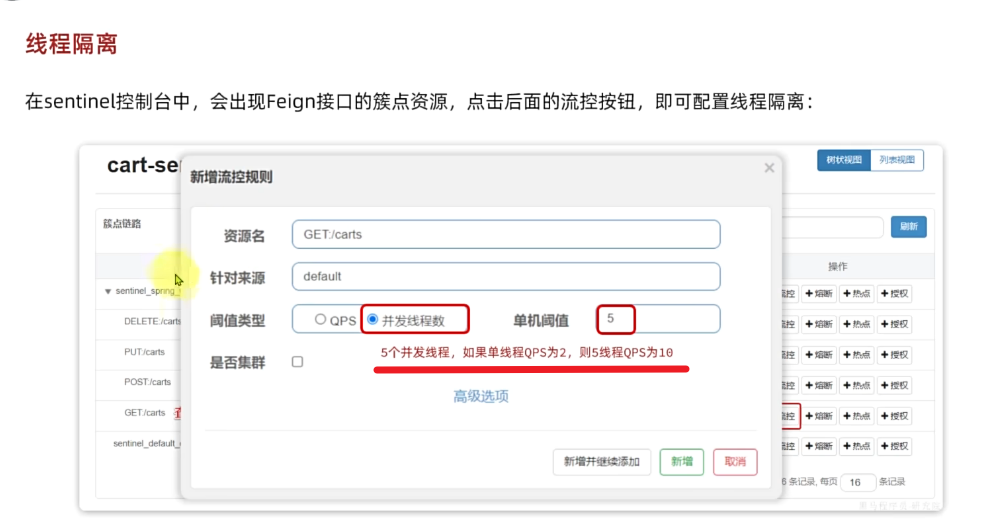 线程隔离
在sentinel控制台中，会出现Feign接口的簇点资源，点击后面的流控按钮，即可配置线程隔离：
cart-se
树状视图 列表视图
新增流控规则 ×
簇点链路
资源名 GET:/carts
刷新
针对来源 default
操作
sentinel_spring_
流控 +熔断 +热点 +授权
阈值类型 QPS 并发线程数 单机阈值 5
DELETE:/carts
流控 +熔断 +热点 +授权
5个并发线程，如果单线程QPS为2，则5线程QPS为10
PUT:/carts
流控 +熔断 +热点 +授权
是否集群
POST:/carts
流控 +熔断 +热点 +授权
高级选项
GET:/carts
流控 +熔断 +热点 +授权
sentinel_default_
流控 +熔断 +热点 +授权
新增并继续添加 新增 取消
6 条记录, 每页 16 条记录